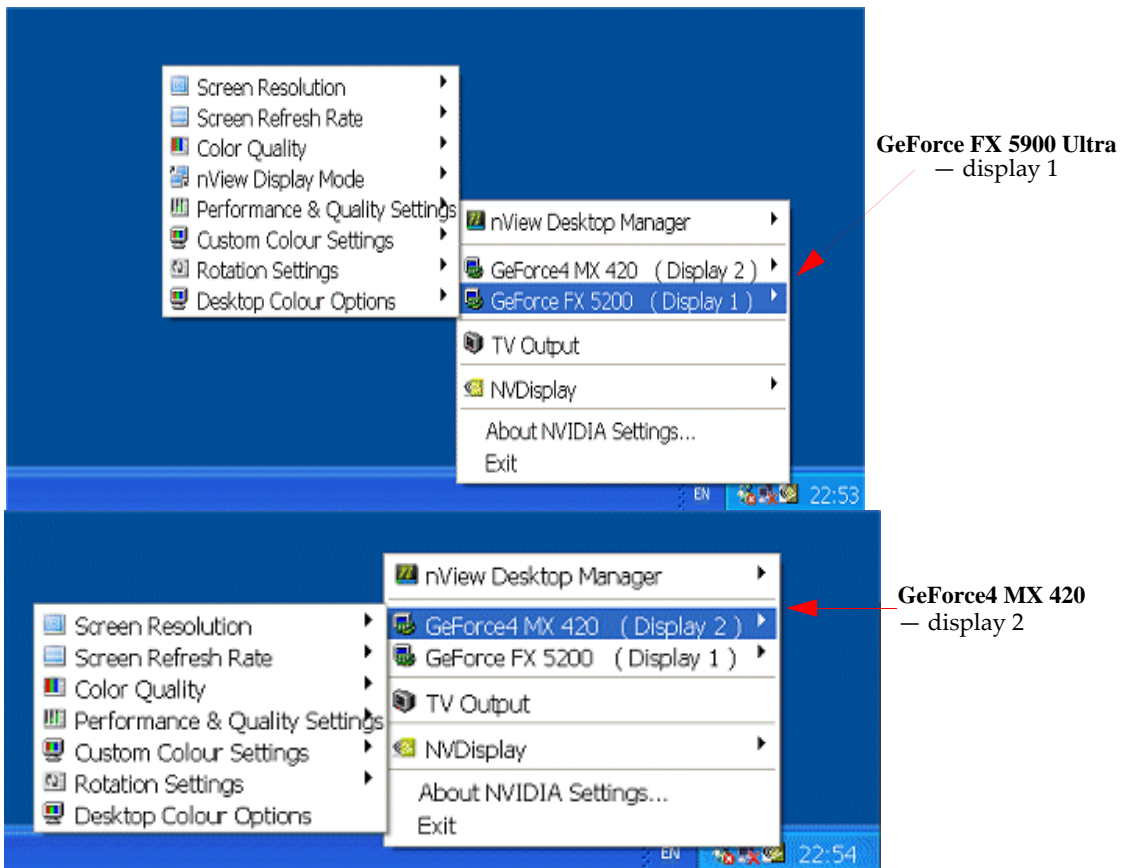 Screen Resolution
Screen Refresh Rate
Color Quality
nView Display Mode
Performance & Quality Settings
Custom Colour Settings
Rotation Settings
Desktop Colour Options
nView Desktop Manager
GeForce4 MX 420 ( Display 2 )
GeForce FX 5200 ( Display 1 )
TV Output
NVDisplay
About NVIDIA Settings...
Exit
EN 22:53
GeForce FX 5900 Ultra
— display 1
nView Desktop Manager
GeForce4 MX 420 ( Display 2 )
GeForce FX 5200 ( Display 1 )
TV Output
NVDisplay
About NVIDIA Settings...
Exit
Screen Resolution
Screen Refresh Rate
Color Quality
Performance & Quality Settings
Custom Colour Settings
Rotation Settings
Desktop Colour Options
EN 22:54
GeForce4 MX 420
— display 2